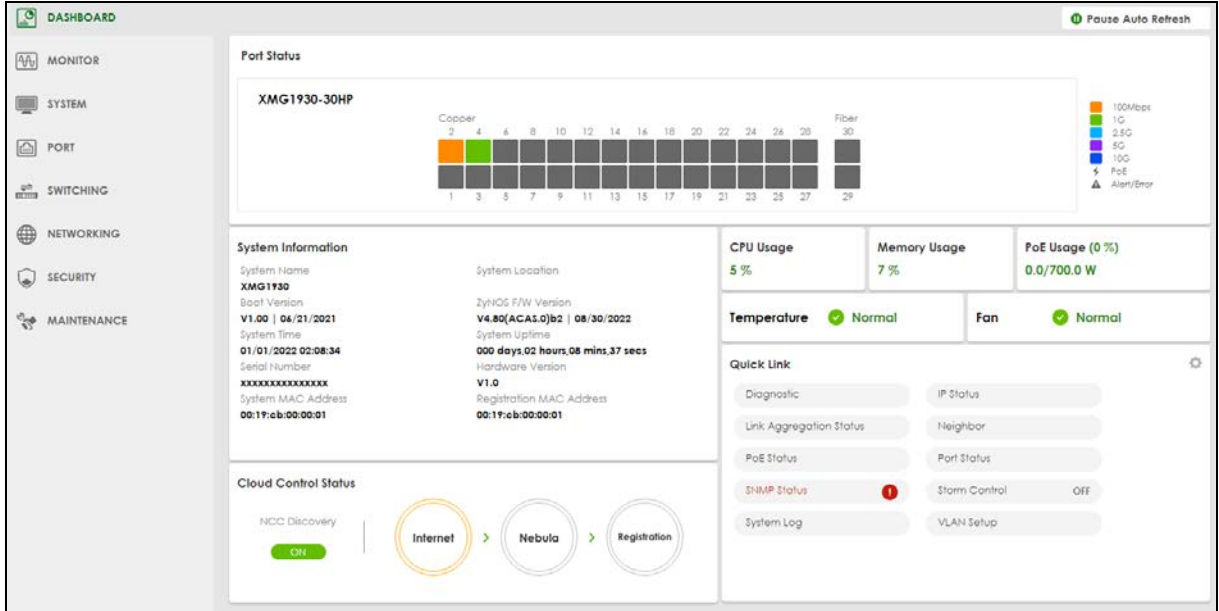 DASHBOARD
Pause Auto Refresh
MONITOR
SYSTEM
PORT
SWITCHING
NETWORKING
SECURITY
MAINTENANCE
Port Status
XMG1930-30HP
Copper
Fiber
2 4 6 8 10 12 14 16 18 20 22 24 26 28 30
1 3 5 7 9 11 13 15 17 19 21 23 25 27 29
100Mbps
1G
2.5G
5G
10G
PoE
Alert/Error
System Information
System Name
XMG1930
System Location
Boot Version
V1.00 | 06/21/2021
ZyNOS F/W Version
V4.80(ACAS.0)b2 | 08/30/2022
System Time
01/01/2022 02:08:34
System Uptime
000 days,02 hours,08 mins,37 secs
Serial Number
xxxxxxxxxxxxxxx
Hardware Version
V1.0
System MAC Address
00:19:cb:00:00:01
Registration MAC Address
00:19:cb:00:00:01
CPU Usage
5 %
Memory Usage
7 %
PoE Usage (0 %)
0.0/700.0 W
Temperature Normal
Fan Normal
Quick Link
Diagnostic
IP Status
Link Aggregation Status
Neighbor
PoE Status
Port Status
SNMP Status
Storm Control OFF
System Log
VLAN Setup
Cloud Control Status
NCC Discovery
ON
Internet > Nebula > Registration